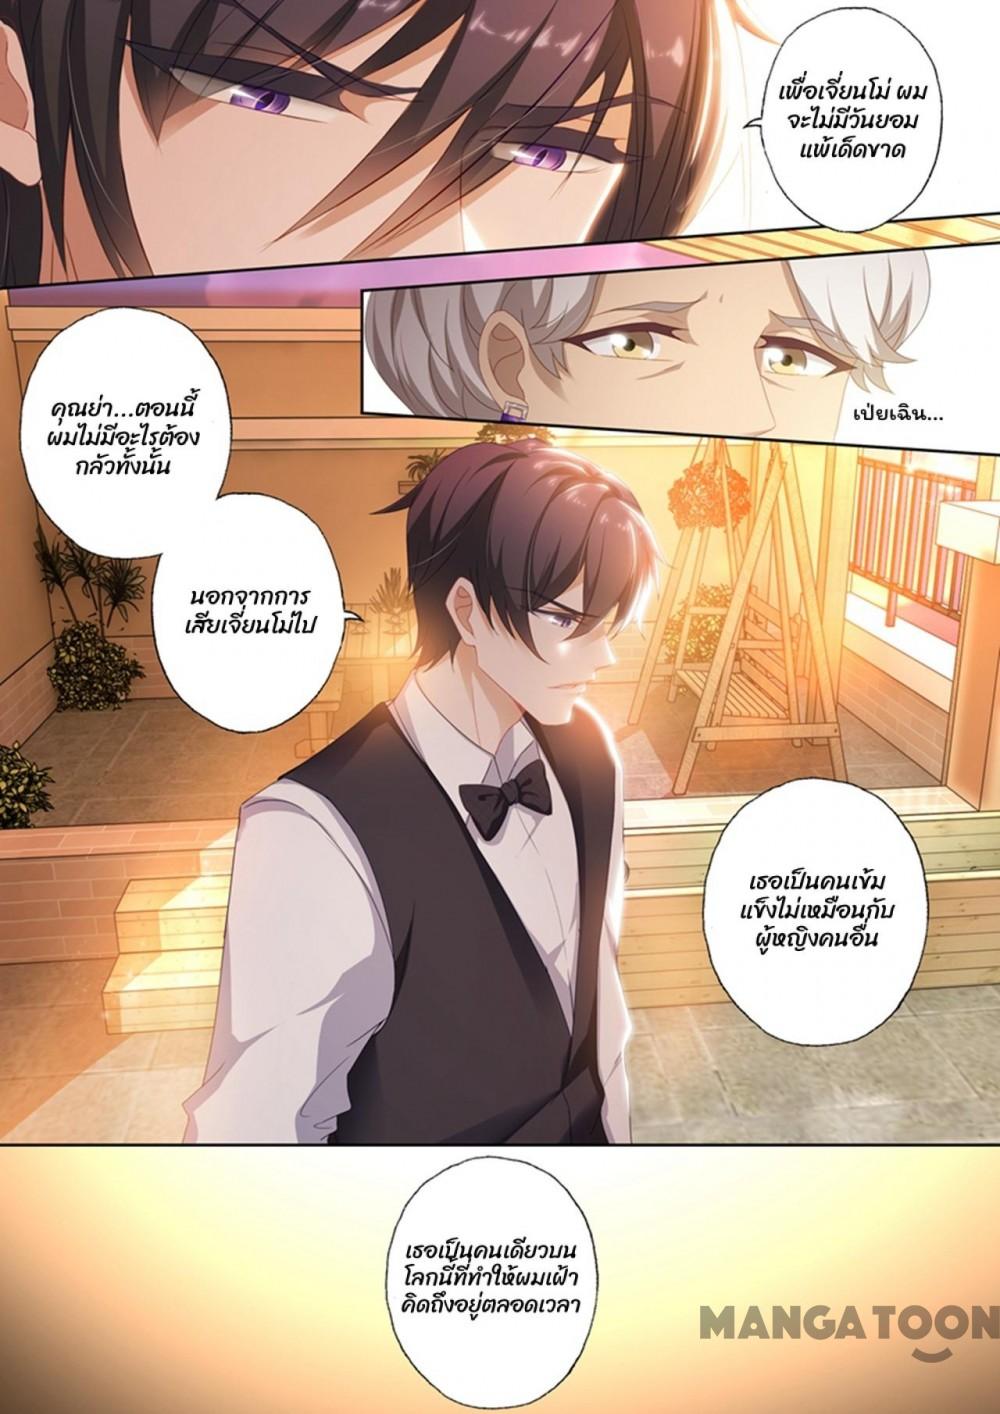 เพื่อเจี่ยนโม่ ผม
จะไม่มีวันยอม
แพ้เด็ดขาด
เป่ยเฉิน...
คุณย่า...ตอนนี้
ผมไม่มีอะไรต้อง
กลัวทั้งนั้น
นอกจากการ
เสียเจี่ยนโม่ไป
เธอเป็นคนเข้ม
แข็งไม่เหมือนกับ
ผู้หญิงคนอื่น
เธอเป็นคนเดียวบน
โลกนี้ที่ทำให้ผมเฝ้า
คิดถึงอยู่ตลอดเวลา
MANGATOON